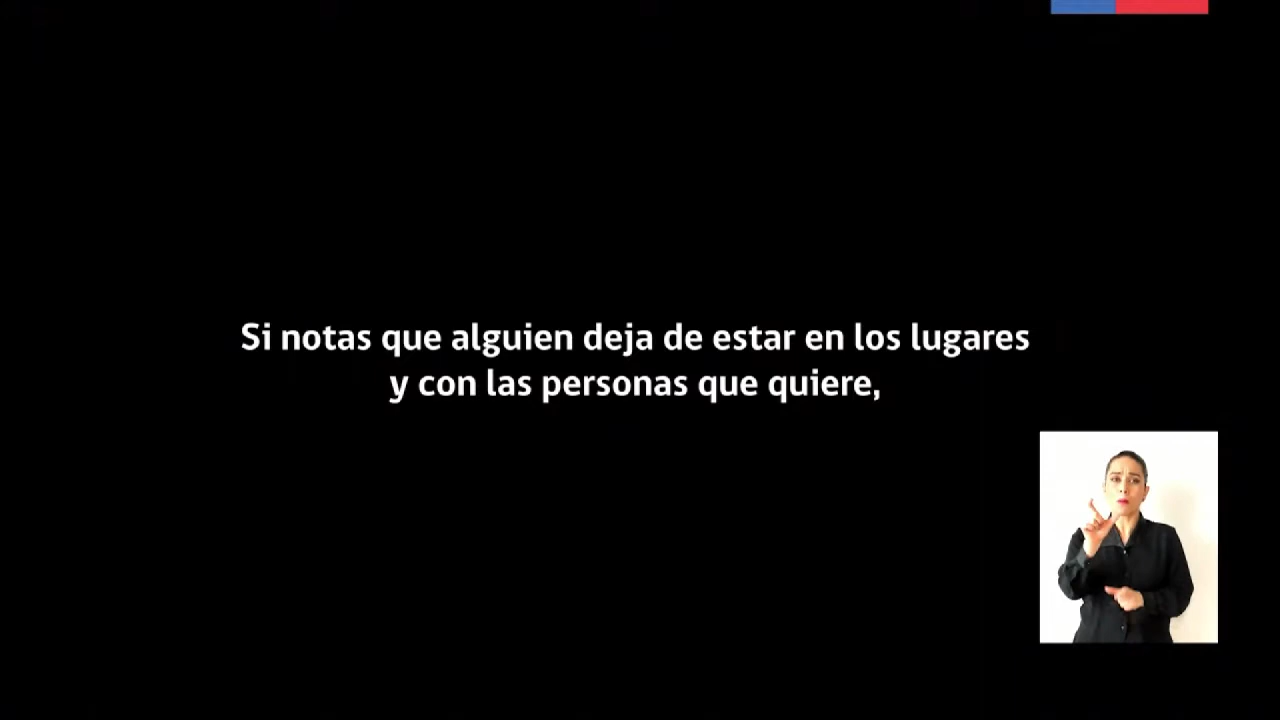 Si notas que alguien deja de estar en los lugares
y con las personas que quiere,